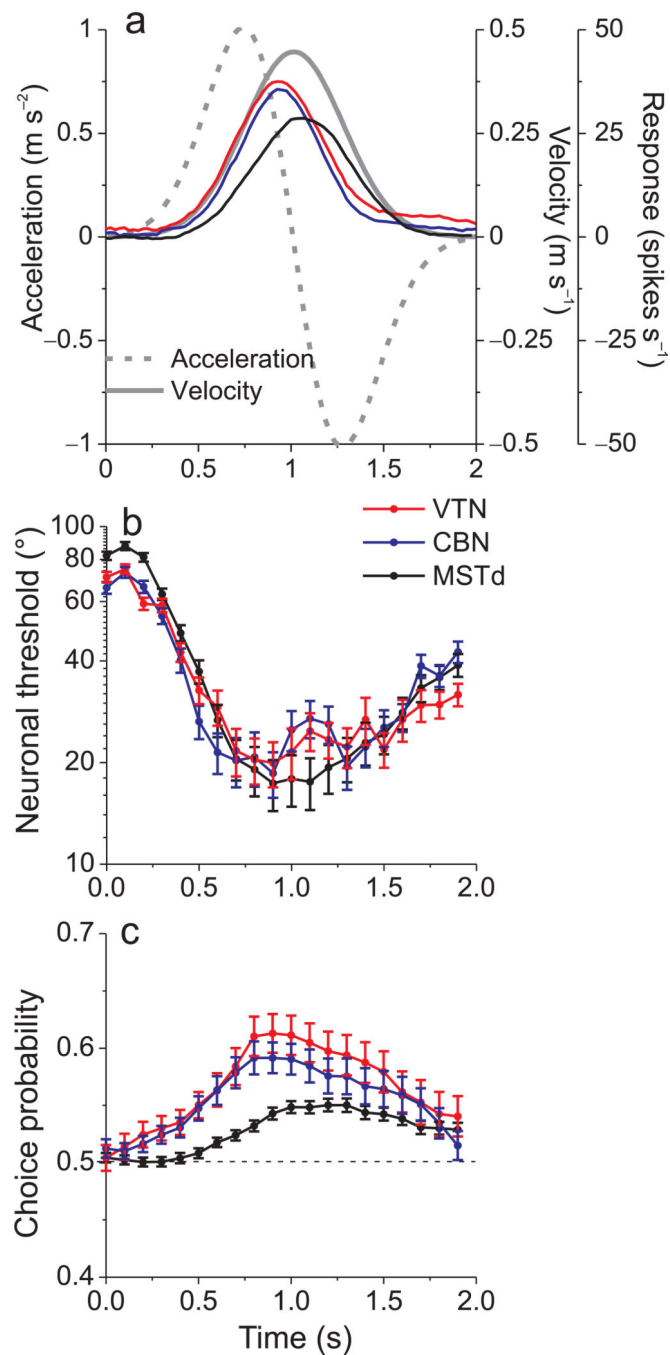 a
Acceleration (m s⁻²)
1
0.5
0
−0.5
−1
0.5
0.25
0
−0.25
−0.5
Velocity (m s⁻¹)
50
25
0
−25
−50
Response (spikes s⁻¹)
Acceleration
Velocity
0 0.5 1 1.5 2
b
VTN
CBN
MSTd
Neuronal threshold (°)
100
80
60
40
20
10
0.0 0.5 1.0 1.5 2.0
c
Choice probability
0.7
0.6
0.5
0.4
0.0 0.5 1.0 1.5 2.0
Time (s)